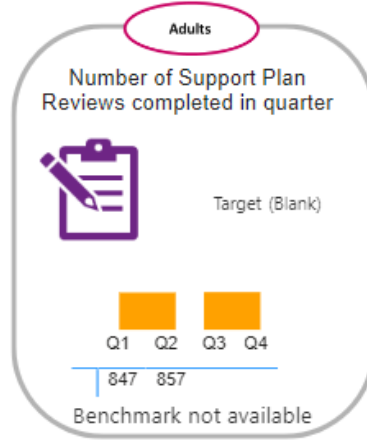 Adults
Number of Support Plan
Reviews completed in quarter
Target (Blank)
Q1 Q2 Q3 Q4
847 857
Benchmark not available